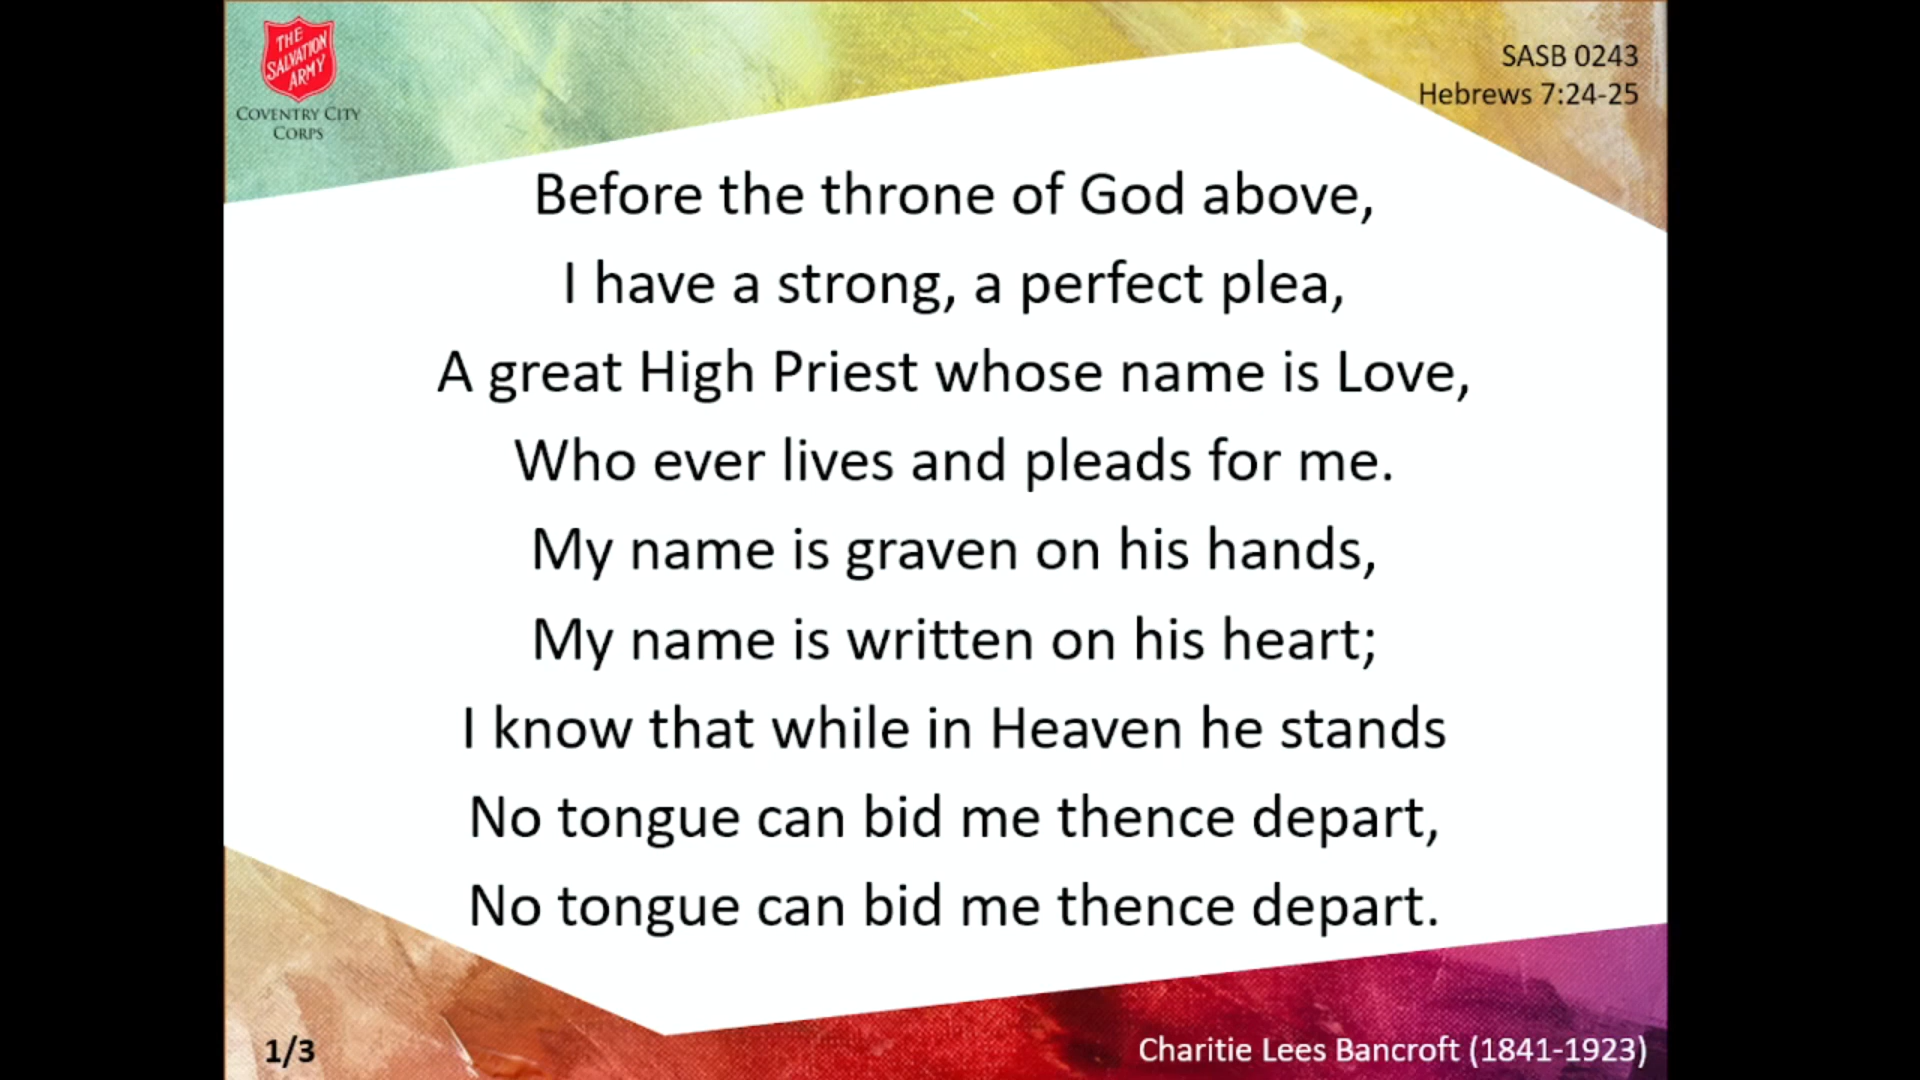 THE
SALVATION
ARMY
COVENTRY CITY
CORPS
SASB 0243
Hebrews 7:24-25
Before the throne of God above,
I have a strong, a perfect plea,
A great High Priest whose name is Love,
Who ever lives and pleads for me.
My name is graven on his hands,
My name is written on his heart;
I know that while in Heaven he stands
No tongue can bid me thence depart,
No tongue can bid me thence depart.
1/3
Charitie Lees Bancroft (1841-1923)